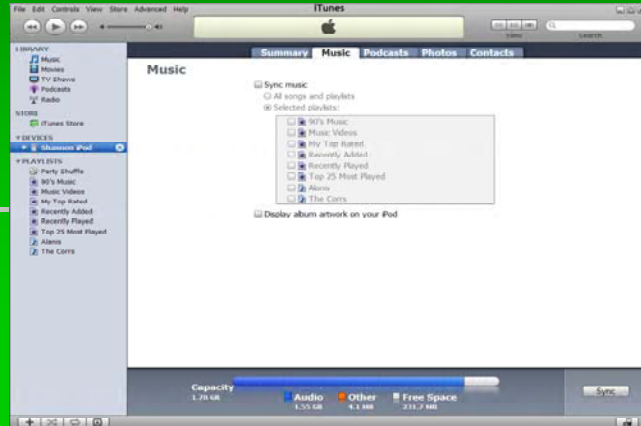 File Edit Controls View Store Advanced Help
iTunes
View
Search
LIBRARY
Music
Movies
TV Shows
Podcasts
Radio
STORE
iTunes Store
DEVICES
Shannon iPod
PLAYLISTS
Party Shuffle
90's Music
Music Videos
My Top Rated
Recently Added
Recently Played
Top 25 Most Played
Alanis
The Corrs
Summary Music Podcasts Photos Contacts
Music
Sync music
All songs and playlists
Selected playlists:
90's Music
Music Videos
My Top Rated
Recently Added
Recently Played
Top 25 Most Played
Alanis
The Corrs
Display album artwork on your iPod
Capacity
1.78 GB
Audio
1.55 GB
Other
4.1 MB
Free Space
231.7 MB
Sync